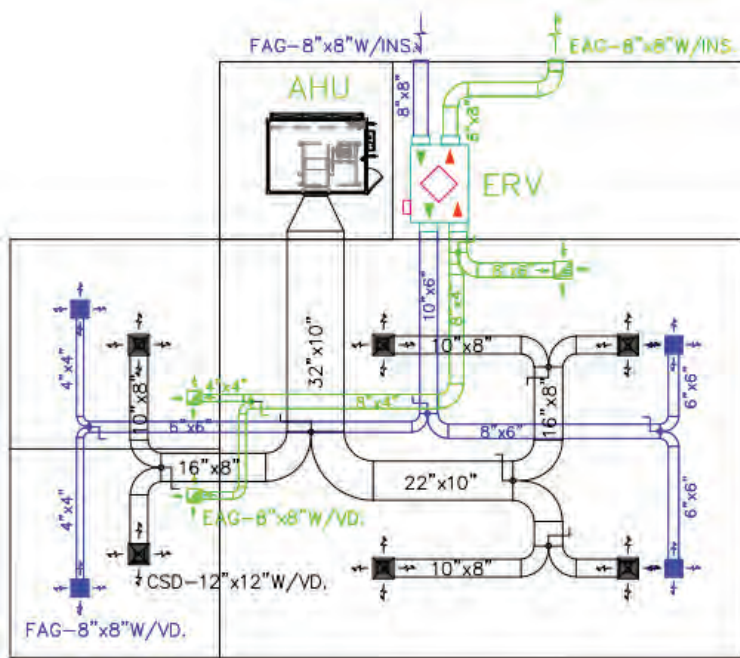 FAG-8"x8"W/INS.
EAG-8"x8"W/INS.
AHU
8"x8"
8"x8"
ERV
10"x6"
8"x4"
8"x6"
32"x10"
4"x4"
10"x8"
10"x8"
16"x8"
6"x6"
4"x4"
8"x4"
6"x6"
8"x6"
16"x8"
22"x10"
4"x4"
EAG-8"x8"W/VD.
6"x6"
10"x8"
CSD-12"x12"W/VD.
FAG-8"x8"W/VD.